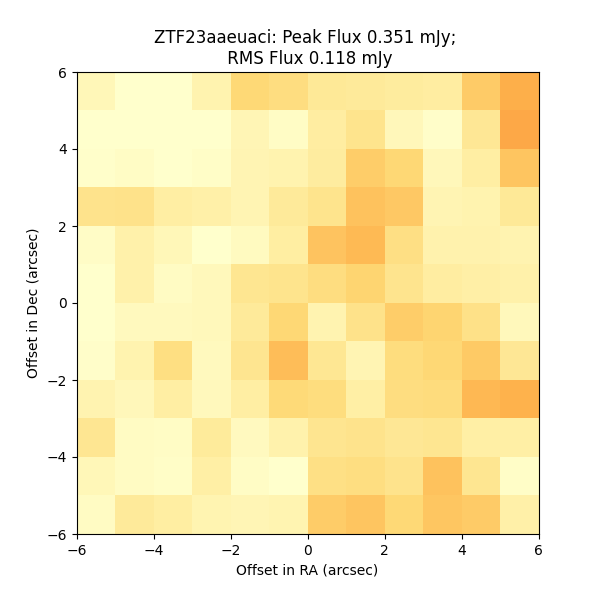 ZTF23aaeuaci: Peak Flux 0.351 mJy;
RMS Flux 0.118 mJy
6
4
2
0
−2
−4
−6
Offset in Dec (arcsec)
−6 −4 −2 0 2 4 6
Offset in RA (arcsec)